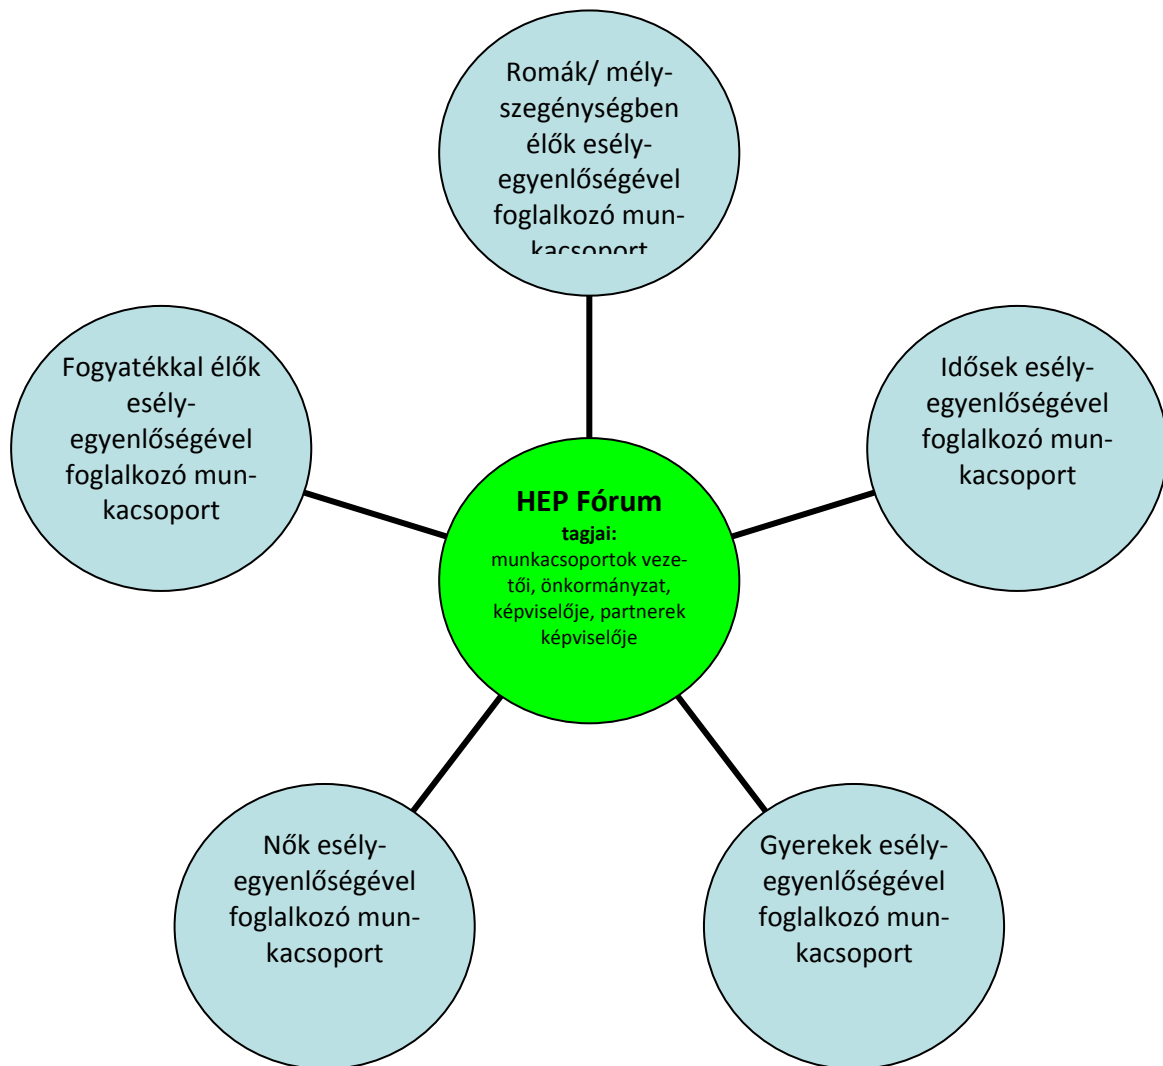 Romák/ mély-
szegénységben
élők esély-
egyenlőségével
foglalkozó mun-
kacsoport
Fogyatékkal élők
esély-
egyenlőségével
foglalkozó mun-
kacsoport
Idősek esély-
egyenlőségével
foglalkozó mun-
kacsoport
HEP Fórum
tagjai:
munkacsoportok veze-
tői, önkormányzat,
képviselője, partnerek
képviselője
Nők esély-
egyenlőségével
foglalkozó mun-
kacsoport
Gyerekek esély-
egyenlőségével
foglalkozó mun-
kacsoport